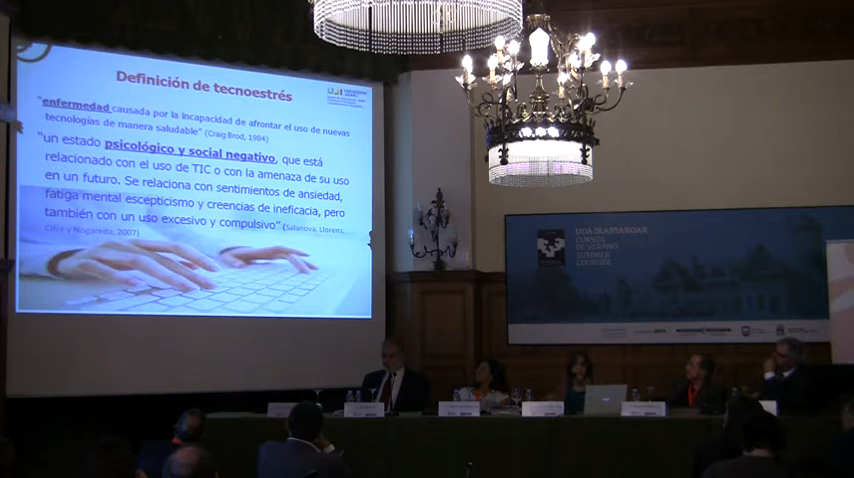 Definición de tecnoestrés
UNIVERSITAT
JAUME I
"enfermedad causada por la incapacidad de afrontar el uso de nuevas
tecnologías de manera saludable" (Craig Brod, 1984)
"un estado psicológico y social negativo, que está
relacionado con el uso de TIC o con la amenaza de su uso
en un futuro. Se relaciona con sentimientos de ansiedad,
fatiga mental escepticismo y creencias de ineficacia, pero
también con un uso excesivo y compulsivo" (Salanova, Llorens,
Cifre y Nogareda, 2007)
UDA IKASTAROAK
CURSOS
DE VERANO
SUMMER
COURSES